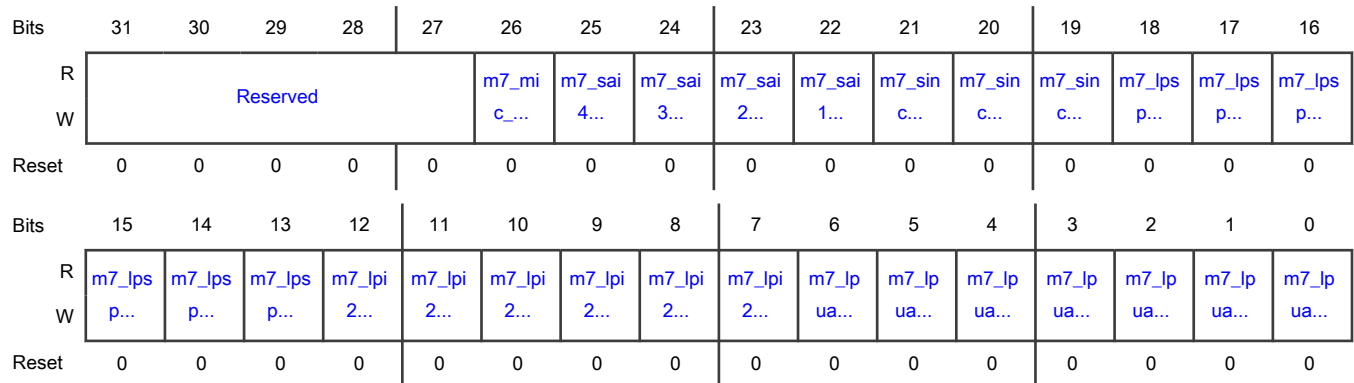 Bits 31 30 29 28 27 26 25 24 23 22 21 20 19 18 17 16
R Reserved m7_mi m7_sai m7_sai m7_sai m7_sai m7_sin m7_sin m7_sin m7_lps m7_lps m7_lps
W c_... 4... 3... 2... 1... c... c... c... p... p... p...
Reset 0 0 0 0 0 0 0 0 0 0 0 0 0 0 0 0
Bits 15 14 13 12 11 10 9 8 7 6 5 4 3 2 1 0
R m7_lps m7_lps m7_lps m7_lpi m7_lpi m7_lpi m7_lpi m7_lpi m7_lpi m7_lp m7_lp m7_lp m7_lp m7_lp m7_lp m7_lp
W p... p... p... 2... 2... 2... 2... 2... 2... ua... ua... ua... ua... ua... ua... ua...
Reset 0 0 0 0 0 0 0 0 0 0 0 0 0 0 0 0